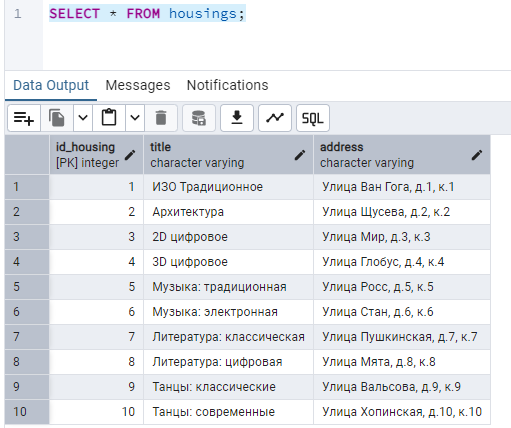 1 SELECT * FROM housings;
Data Output Messages Notifications
SQL
id_housing title address
[PK] integer character varying character varying
1 1 ИЗО Традиционное Улица Ван Гога, д.1, к.1
2 2 Архитектура Улица Щусева, д.2, к.2
3 3 2D цифровое Улица Мир, д.3, к.3
4 4 3D цифровое Улица Глобус, д.4, к.4
5 5 Музыка: традиционная Улица Росс, д.5, к.5
6 6 Музыка: электронная Улица Стан, д.6, к.6
7 7 Литература: классическая Улица Пушкинская, д.7, к.7
8 8 Литература: цифровая Улица Мята, д.8, к.8
9 9 Танцы: классические Улица Вальсова, д.9, к.9
10 10 Танцы: современные Улица Хопинская, д.10, к.10